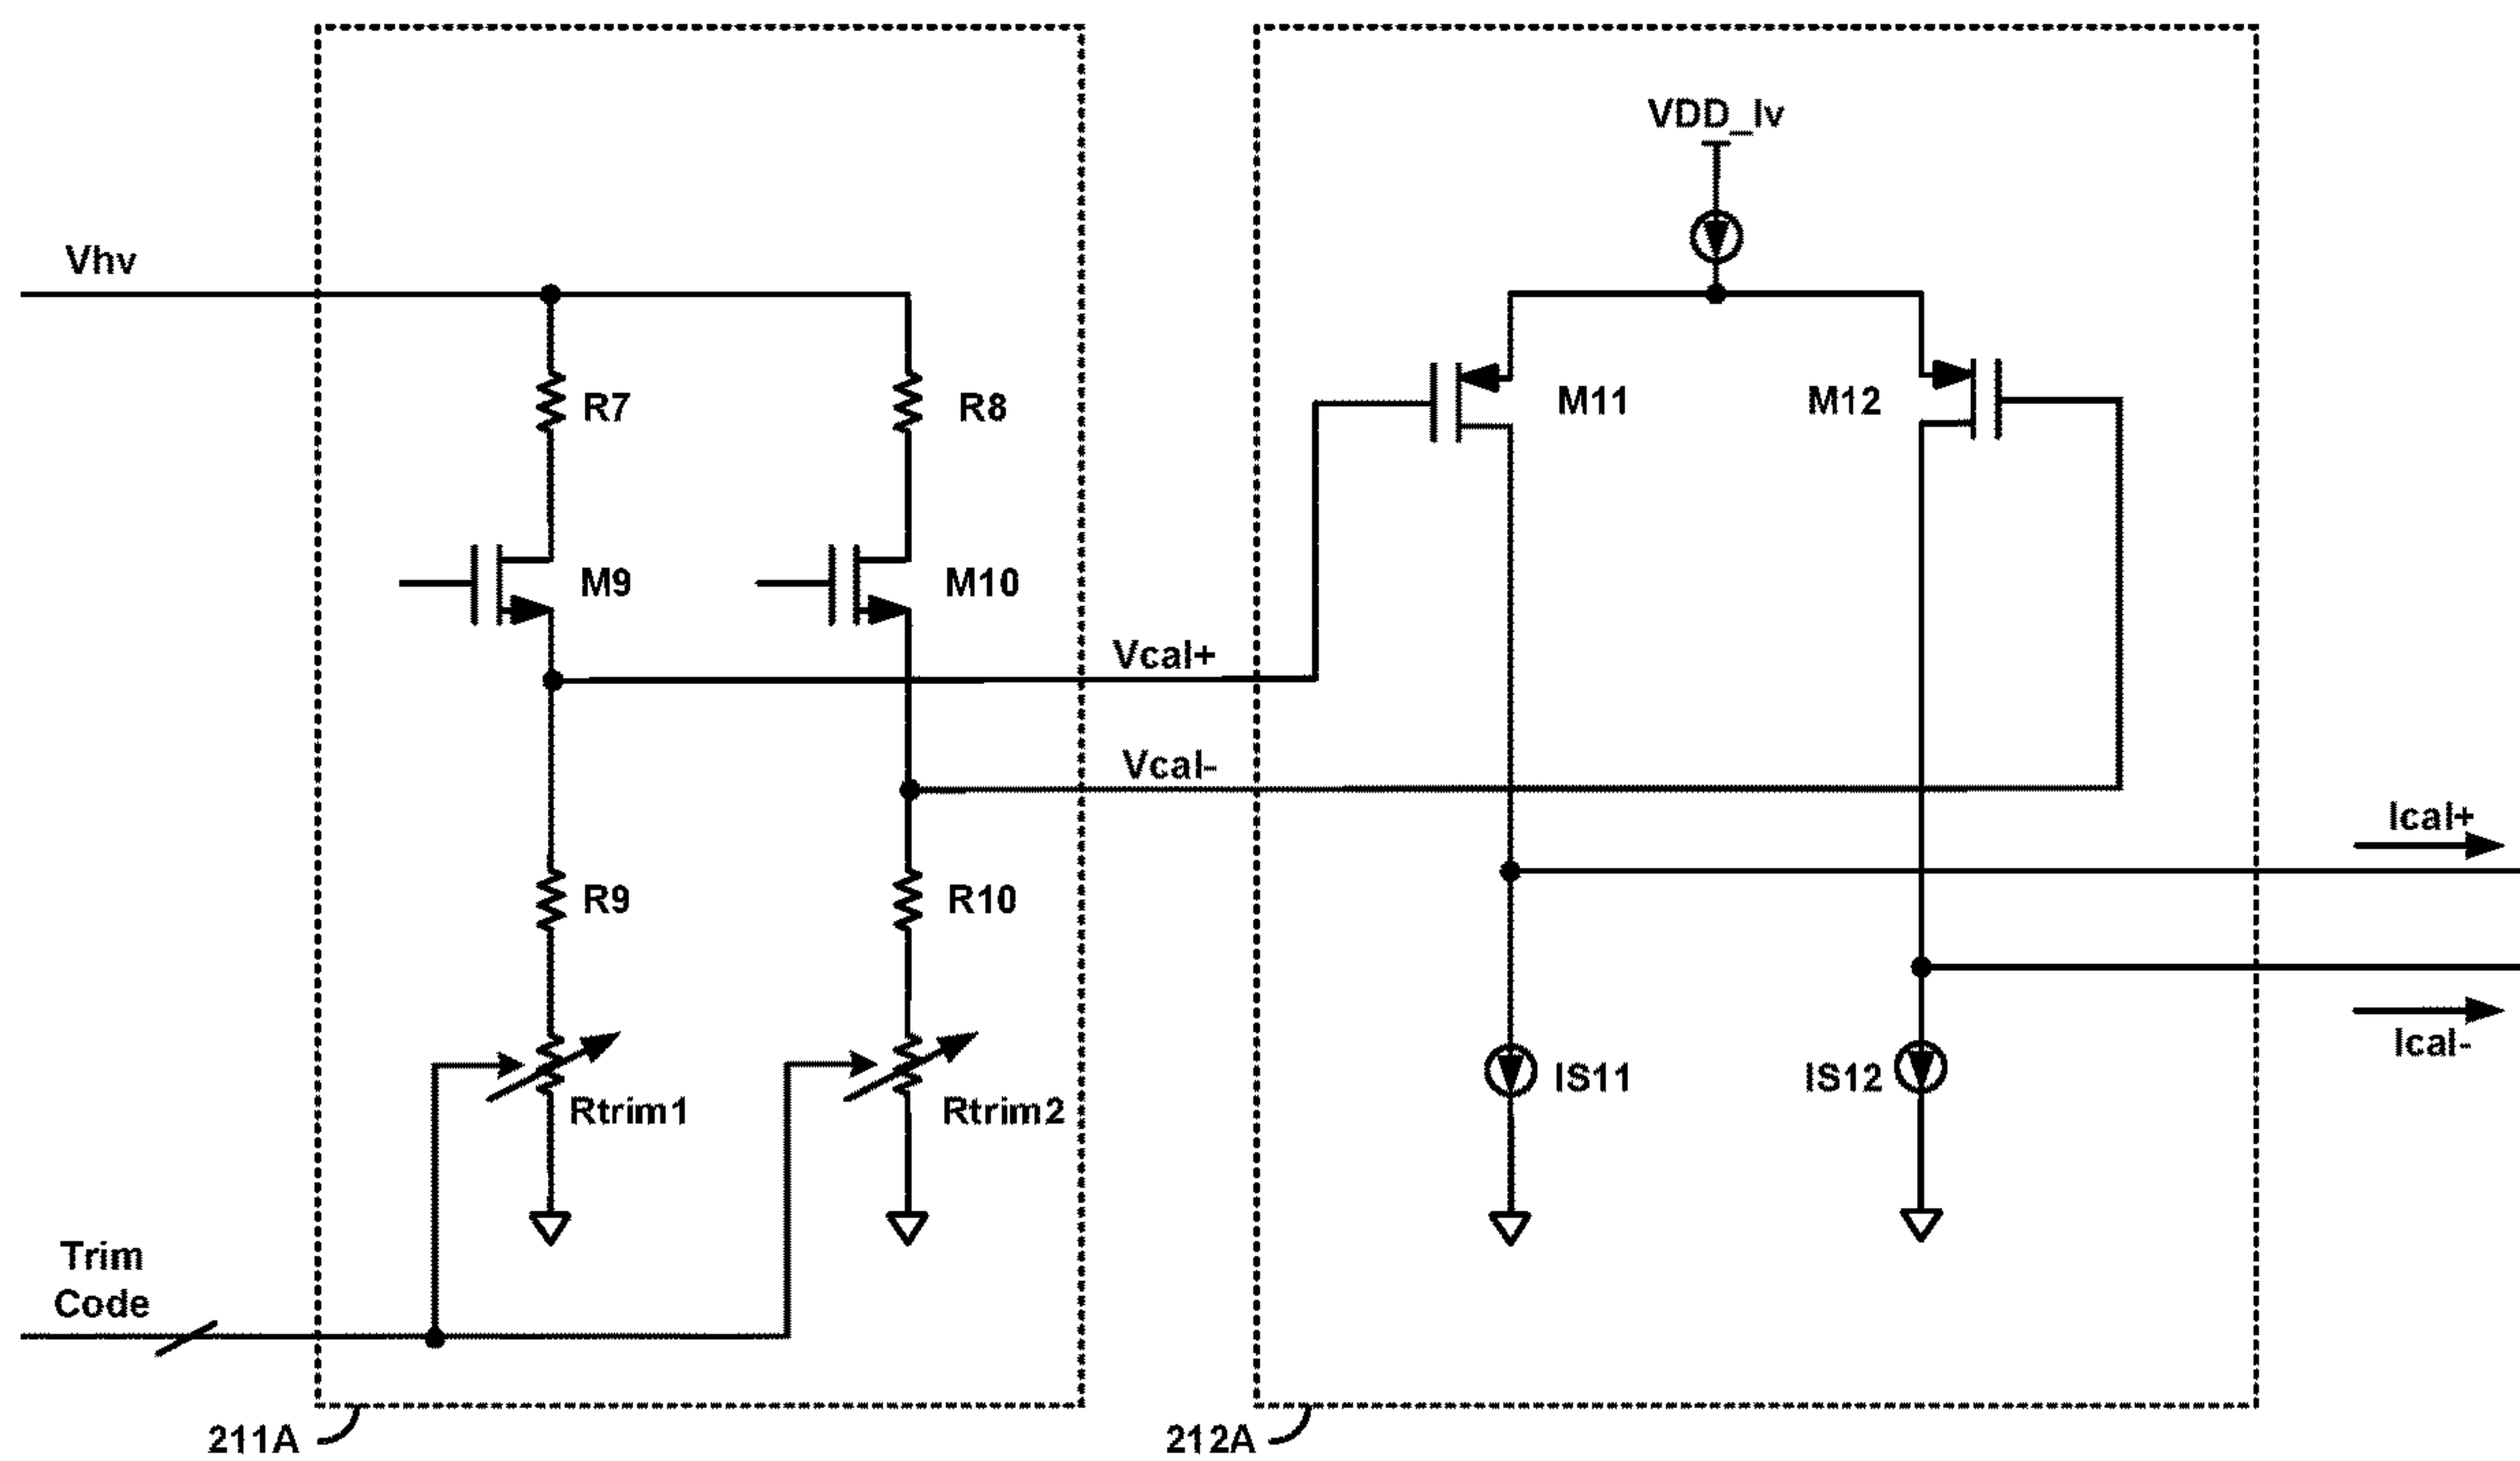 VDD_lv
Vhv
R7
R8
M11
M12
M9
M10
Vcal+
Vcal-
Ical+
R9
R10
Ical-
IS11
IS12
Rtrim1
Rtrim2
Trim
Code
211A
212A